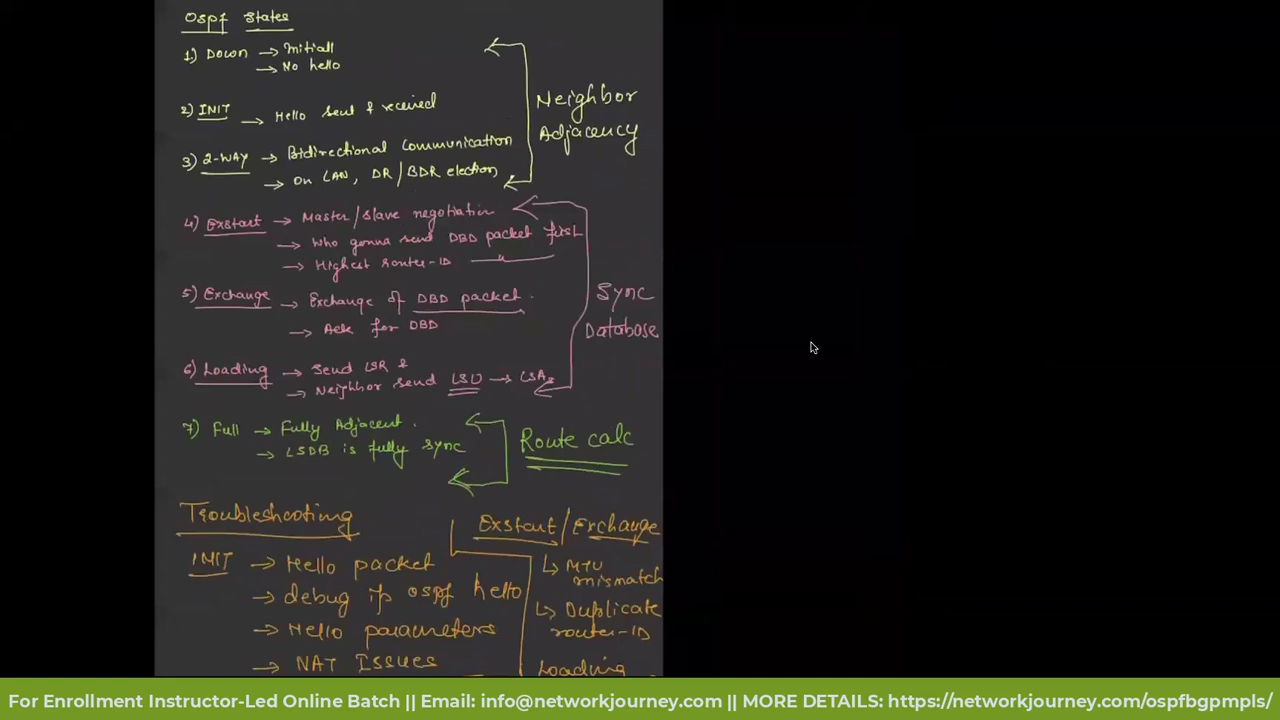 Ospf States
1) Down → Initiall
→ No hello
2) INIT → Hello sent & received
3) 2-WAY → Bidirectional communication
→ On LAN, DR/BDR election
Neighbor
Adjacency
4) Exstart → Master/slave negotiation
→ Who gonna send DBD packet first
→ Highest router-ID
5) Exchange → Exchange of DBD packet.
→ Ack for DBD
6) Loading → Send LSR &
→ Neighbor send LSU → LSAs
Sync
Database
7) Full → Fully Adjacent.
→ LSDB is fully sync
Route calc
Troubleshooting
INIT → Hello packet
→ debug ip ospf hello
→ Hello parameters
→ NAT Issues
Exstart/Exchange
↳ MTU
mismatch
↳ Duplicate
router-ID
Loading
For Enrollment Instructor-Led Online Batch || Email: info@networkjourney.com || MORE DETAILS: https://networkjourney.com/ospfbgpmpls/